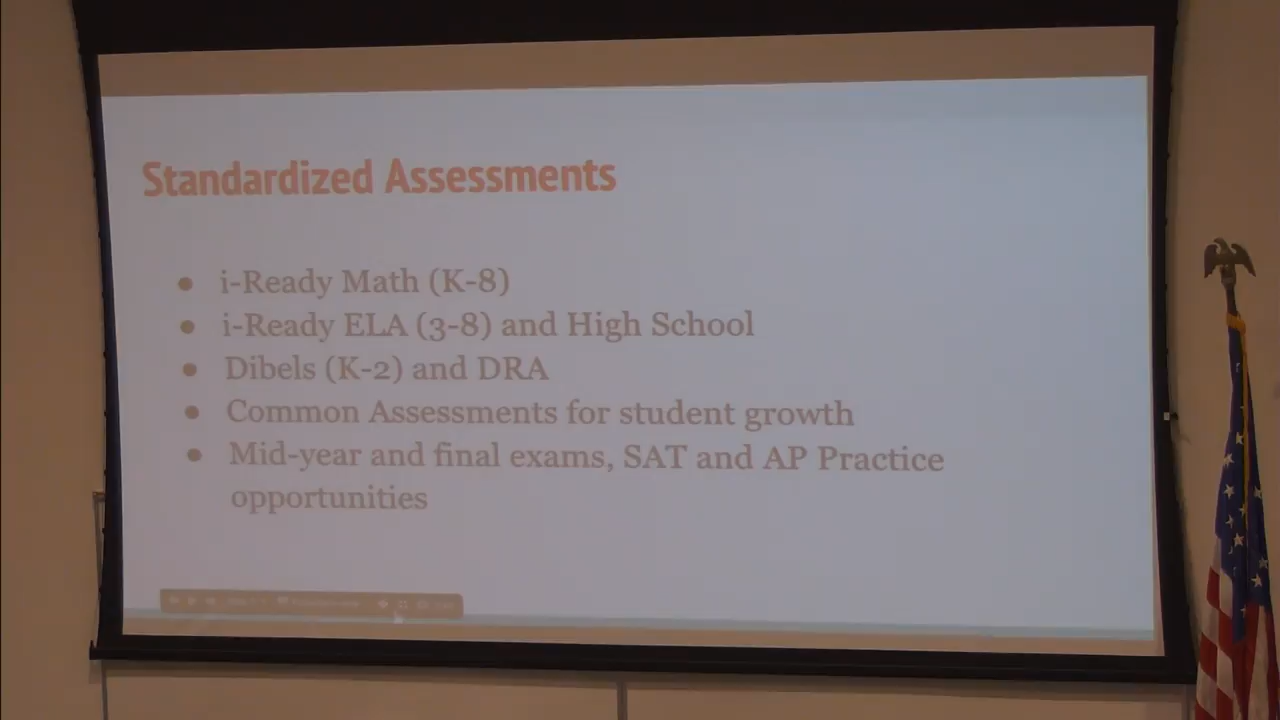 Standardized Assessments
● i-Ready Math (K-8)
● i-Ready ELA (3-8) and High School
● Dibels (K-2) and DRA
● Common Assessments for student growth
● Mid-year and final exams, SAT and AP Practice
opportunities